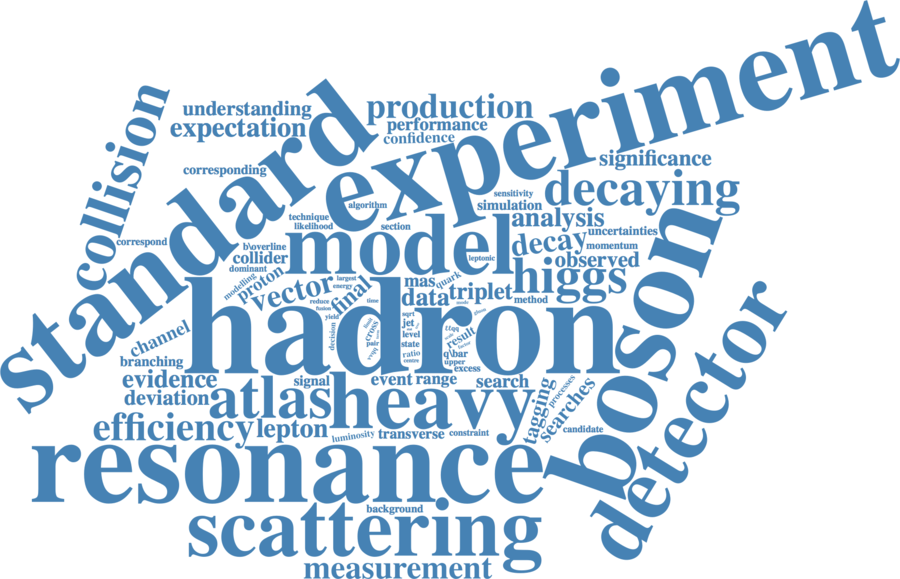 experiment
standard
collision
understanding
expectation
production
performance
confidence
corresponding
significance
sensitivity
decaying
simulation
algorithm
technique
likelihood
section
analysis
uncertainties
correspond
b\overline
collider
dominant
model
leptonic
decay
momentum
observed
boson
modelling
proton
vector
largest
energy
final
mas
quark
data
triplet
higgs
method
reduce
time
hadron
yield
decision
limit
cross
pair
sqrt
jet
level
state
ratio
result
factor
q\bar
upper
excess
channel
branching
evidence
deviation
signal
event
range
search
atlas
heavy
tagging
processes
searches
candidate
detector
efficiency
lepton
luminosity
transverse
constraint
resonance
background
scattering
measurement